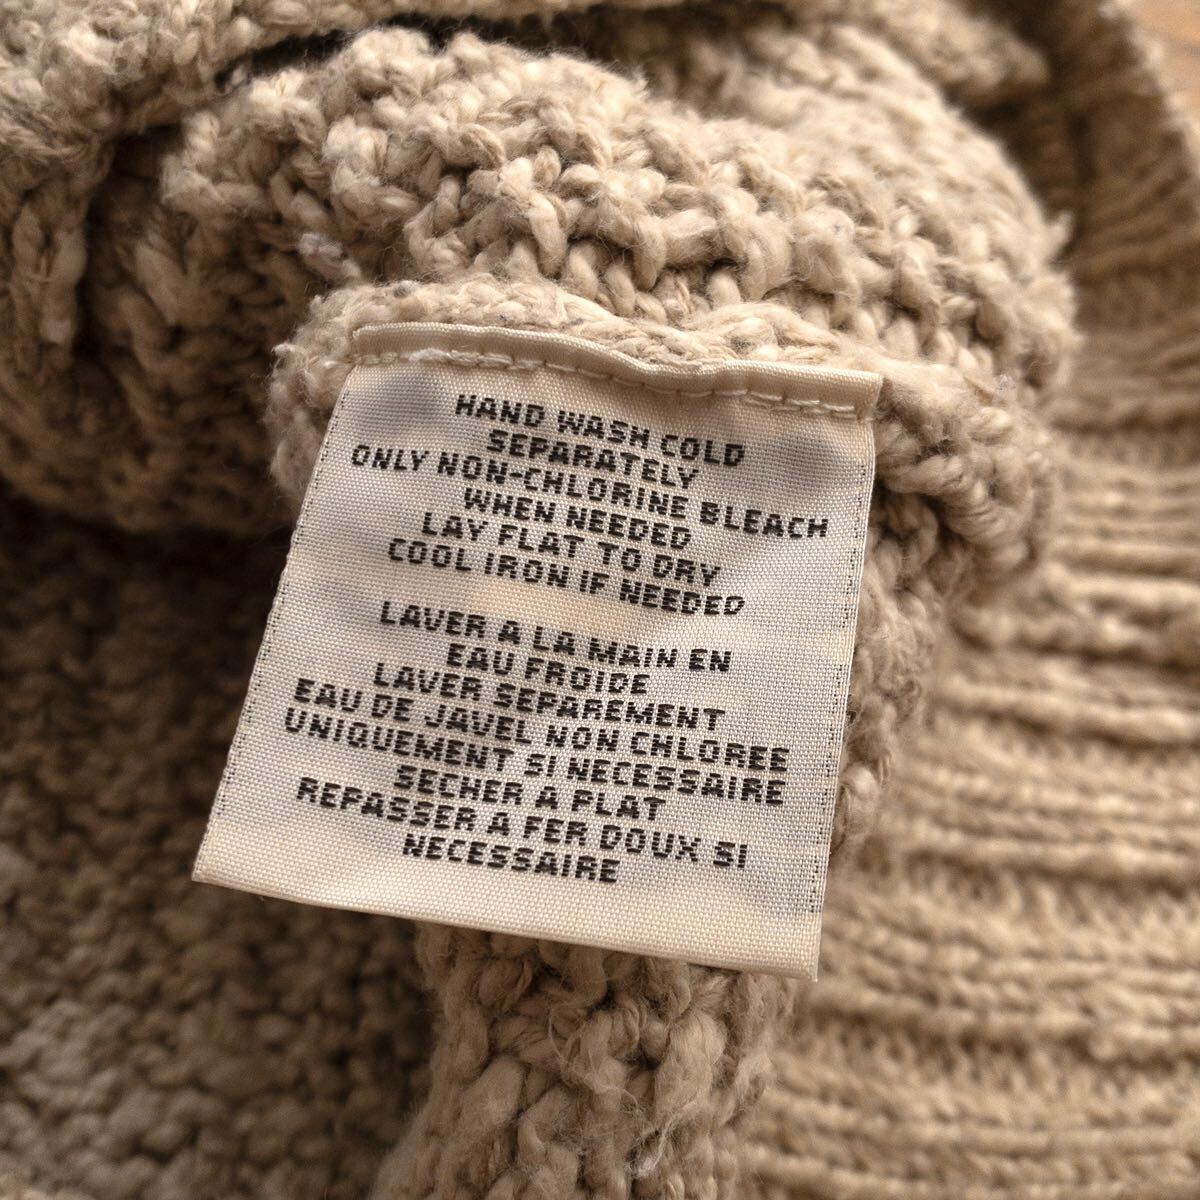 HAND WASH COLD
SEPARATELY
ONLY NON-CHLORINE BLEACH
WHEN NEEDED
LAY FLAT TO DRY
COOL IRON IF NEEDED
LAVER A LA MAIN EN
EAU FROIDE
LAVER SEPAREMENT
EAU DE JAVEL NON CHLOREE
UNIQUEMENT SI NECESSAIRE
SECHER A PLAT
REPASSER A FER DOUX SI
NECESSAIRE